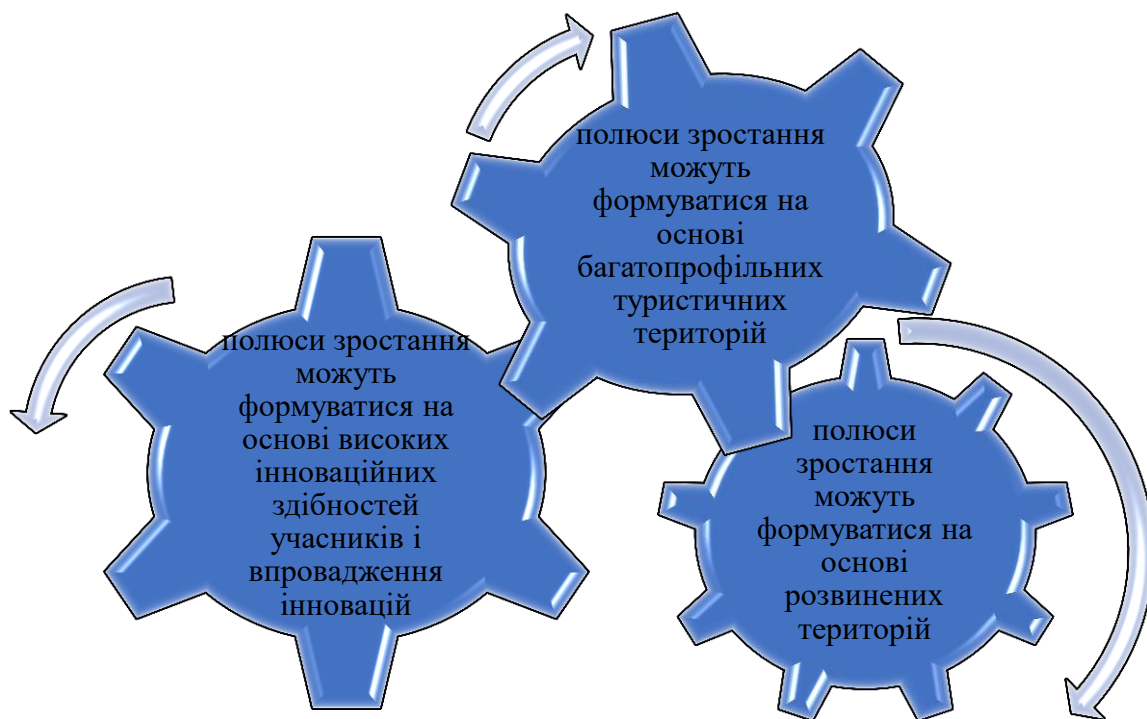 полюси зростання
можуть
формуватися на
основі
багатопрофільних
туристичних
територій
полюси зростання
можуть
формуватися на
основі високих
інноваційних
здібностей
учасників і
впровадження
інновацій
полюси
зростання
можуть
формуватися на
основі
розвинених
територій